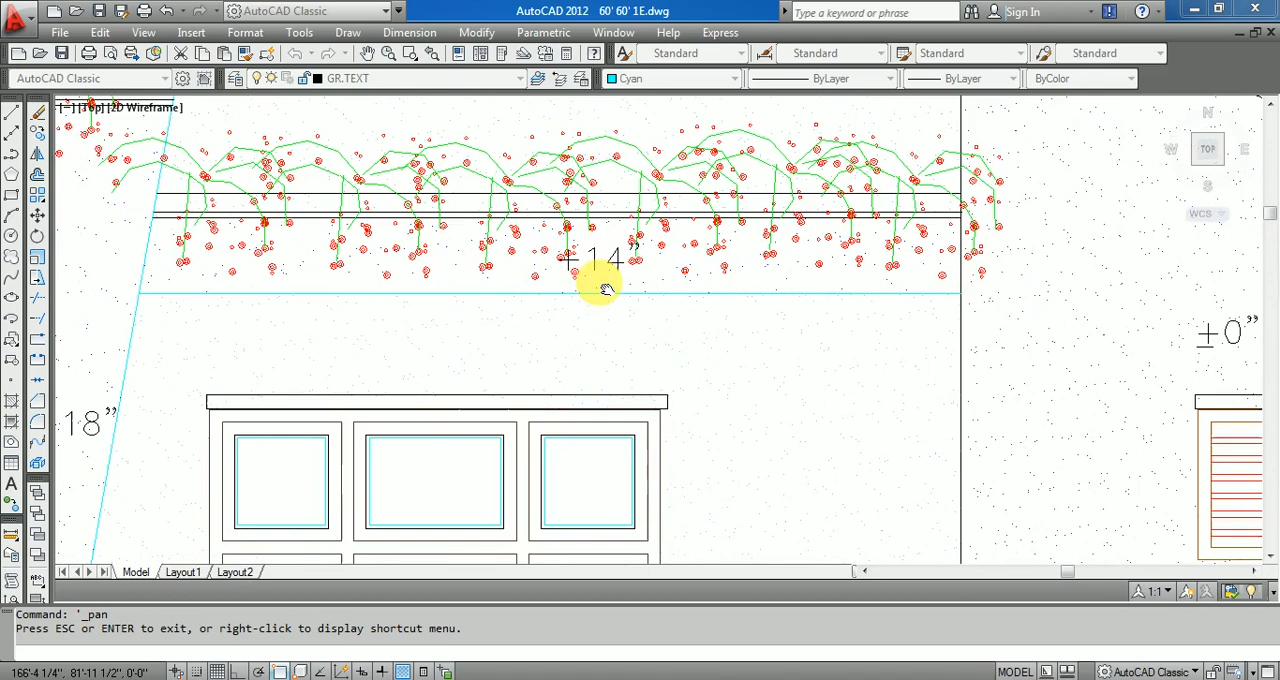 AutoCAD Classic
AutoCAD 2012 60' 60' 1E.dwg
Type a keyword or phrase
Sign In
File Edit View Insert Format Tools Draw Dimension Modify Parametric Window Help Express
Standard Standard Standard Standard
AutoCAD Classic GR.TEXT Cyan ByLayer ByLayer ByColor
[−] [Top] [2D Wireframe]
N
W TOP E
S
WCS
+14”
±0”
18”
Model Layout1 Layout2
1:1
Command: '_pan
Press ESC or ENTER to exit, or right-click to display shortcut menu.
166'-4 1/4", 81'-11 1/2", 0'-0" MODEL AutoCAD Classic